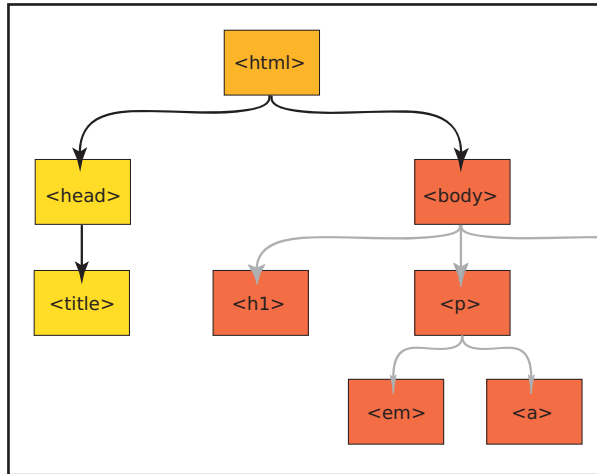 <html>
<head>
<body>
<title>
<h1>
<p>
<em>
<a>